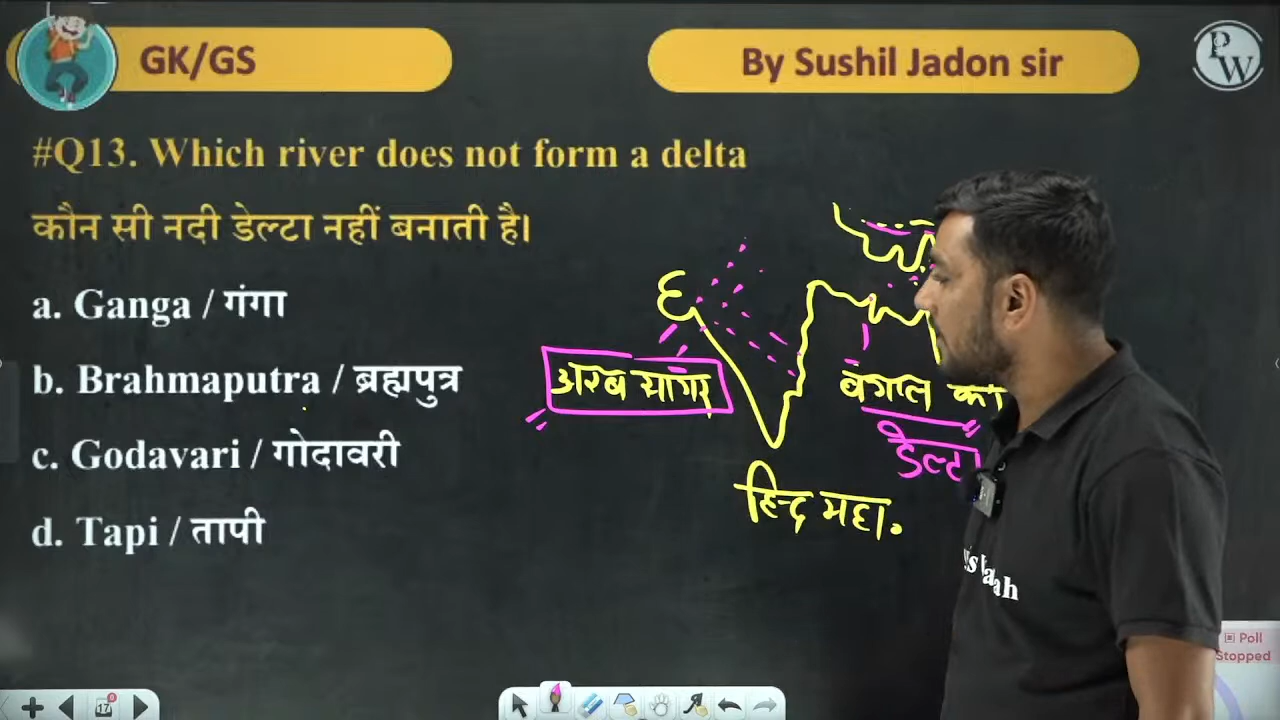 GK/GS
By Sushil Jadon sir
PW
#Q13. Which river does not form a delta
कौन सी नदी डेल्टा नहीं बनाती है।
a. Ganga / गंगा
b. Brahmaputra / ब्रह्मपुत्र
c. Godavari / गोदावरी
d. Tapi / तापी
अरब सागर
बंगाल का
डेल्टा
हिन्द महा.
Poll
Stopped
17